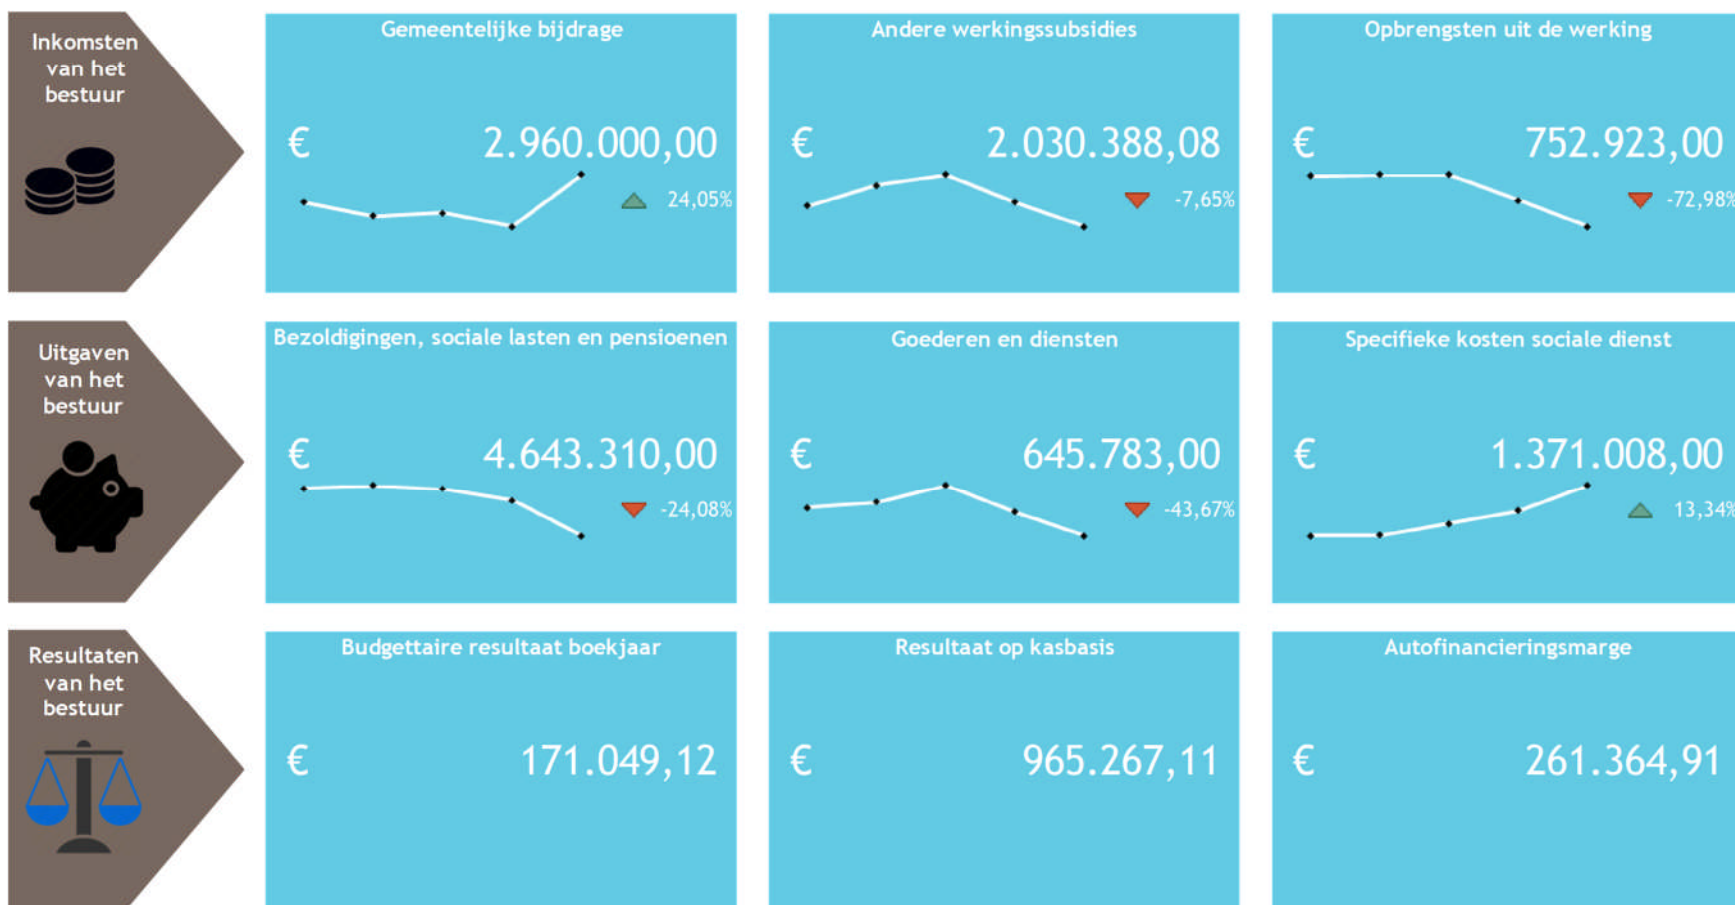 Inkomsten
van het
bestuur
Gemeentelijke bijdrage
€ 2.960.000,00
24,05%
Andere werkingssubsidies
€ 2.030.388,08
-7,65%
Opbrengsten uit de werking
€ 752.923,00
-72,98%
Uitgaven
van het
bestuur
Bezoldigingen, sociale lasten en pensioenen
€ 4.643.310,00
-24,08%
Goederen en diensten
€ 645.783,00
-43,67%
Specifieke kosten sociale dienst
€ 1.371.008,00
13,34%
Resultaten
van het
bestuur
Budgettaire resultaat boekjaar
€ 171.049,12
Resultaat op kasbasis
€ 965.267,11
Autofinancieringsmarge
€ 261.364,91